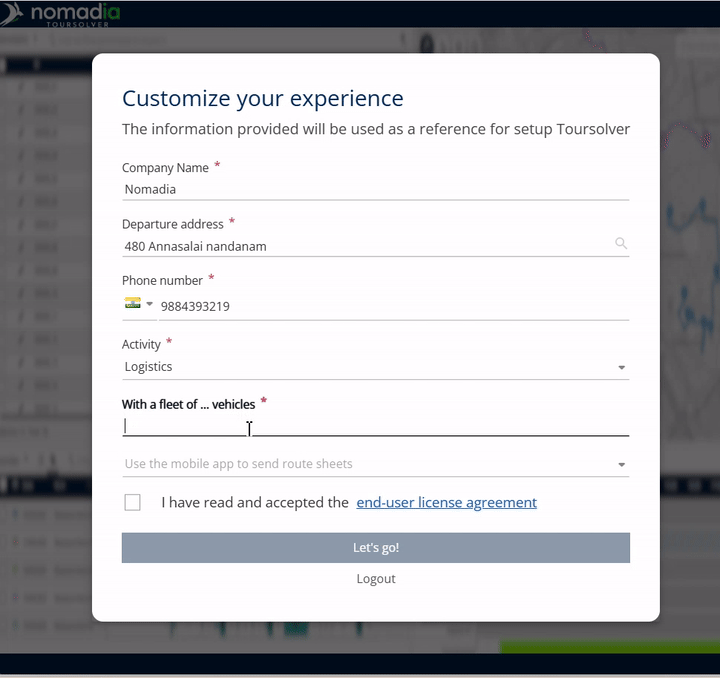 nomadia
TOURSOLVER
Customize your experience
The information provided will be used as a reference for setup Toursolver
Company Name *
Nomadia
Departure address *
480 Annasalai nandanam
Phone number *
9884393219
Activity *
Logistics
With a fleet of ... vehicles *
Use the mobile app to send route sheets
I have read and accepted the end-user license agreement
Let's go!
Logout